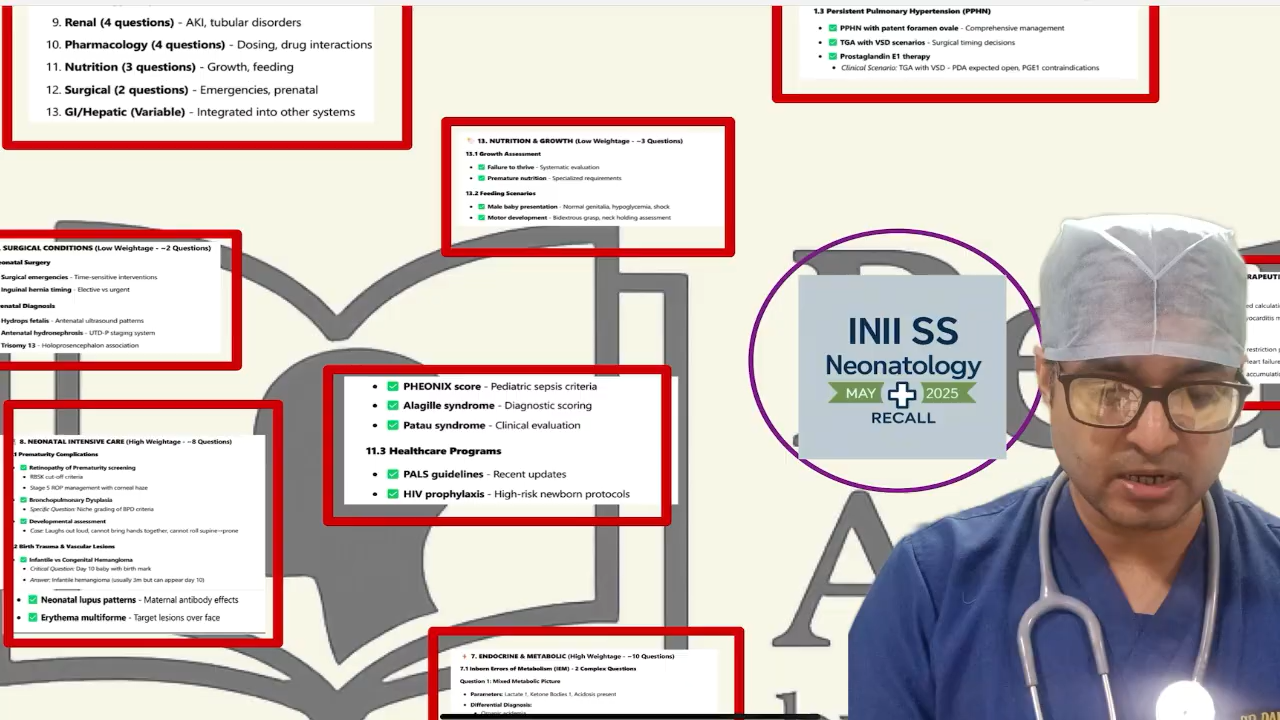 9. Renal (4 questions) - AKI, tubular disorders
10. Pharmacology (4 questions) - Dosing, drug interactions
11. Nutrition (3 questions) - Growth, feeding
12. Surgical (2 questions) - Emergencies, prenatal
13. GI/Hepatic (Variable) - Integrated into other systems
1.3 Persistent Pulmonary Hypertension (PPHN)
PPHN with patent foramen ovale - Comprehensive management
TGA with VSD scenarios - Surgical timing decisions
Prostaglandin E1 therapy
Clinical Scenario: TGA with VSD - PDA expected open, PGE1 contraindications
13. NUTRITION & GROWTH (Low Weightage - ~3 Questions)
13.1 Growth Assessment
Failure to thrive - Systematic evaluation
Premature nutrition - Specialized requirements
13.2 Feeding Scenarios
Male baby presentation - Normal genitalia, hypoglycemia, shock
Motor development - Bidextrous grasp, neck holding assessment
SURGICAL CONDITIONS (Low Weightage - ~2 Questions)
eonatal Surgery
Surgical emergencies - Time-sensitive interventions
Inguinal hernia timing - Elective vs urgent
enatal Diagnosis
Hydrops fetalis - Antenatal ultrasound patterns
Antenatal hydronephrosis - UTD-P staging system
Trisomy 13 - Holoprosencephalon association
INII SS
Neonatology
MAY 2025
RECALL
PHEONIX score - Pediatric sepsis criteria
Alagille syndrome - Diagnostic scoring
Patau syndrome - Clinical evaluation
11.3 Healthcare Programs
PALS guidelines - Recent updates
HIV prophylaxis - High-risk newborn protocols
8. NEONATAL INTENSIVE CARE (High Weightage - ~8 Questions)
1 Prematurity Complications
Retinopathy of Prematurity screening
RBSK cut-off criteria
Stage 5 ROP management with corneal haze
Bronchopulmonary Dysplasia
Specific Question: Niche grading of BPD criteria
Developmental assessment
Case: Laughs out loud, cannot bring hands together, cannot roll supine→prone
2 Birth Trauma & Vascular Lesions
Infantile vs Congenital Hemangioma
Critical Question: Day 10 baby with birth mark
Answer: Infantile hemangioma (usually 3m but can appear day 10)
Neonatal lupus patterns - Maternal antibody effects
Erythema multiforme - Target lesions over face
7. ENDOCRINE & METABOLIC (High Weightage - ~10 Questions)
7.1 Inborn Errors of Metabolism (IEM) - 2 Complex Questions
Question 1: Mixed Metabolic Picture
Parameters: Lactate ↑, Ketone Bodies ↑, Acidosis present
Differential Diagnosis: